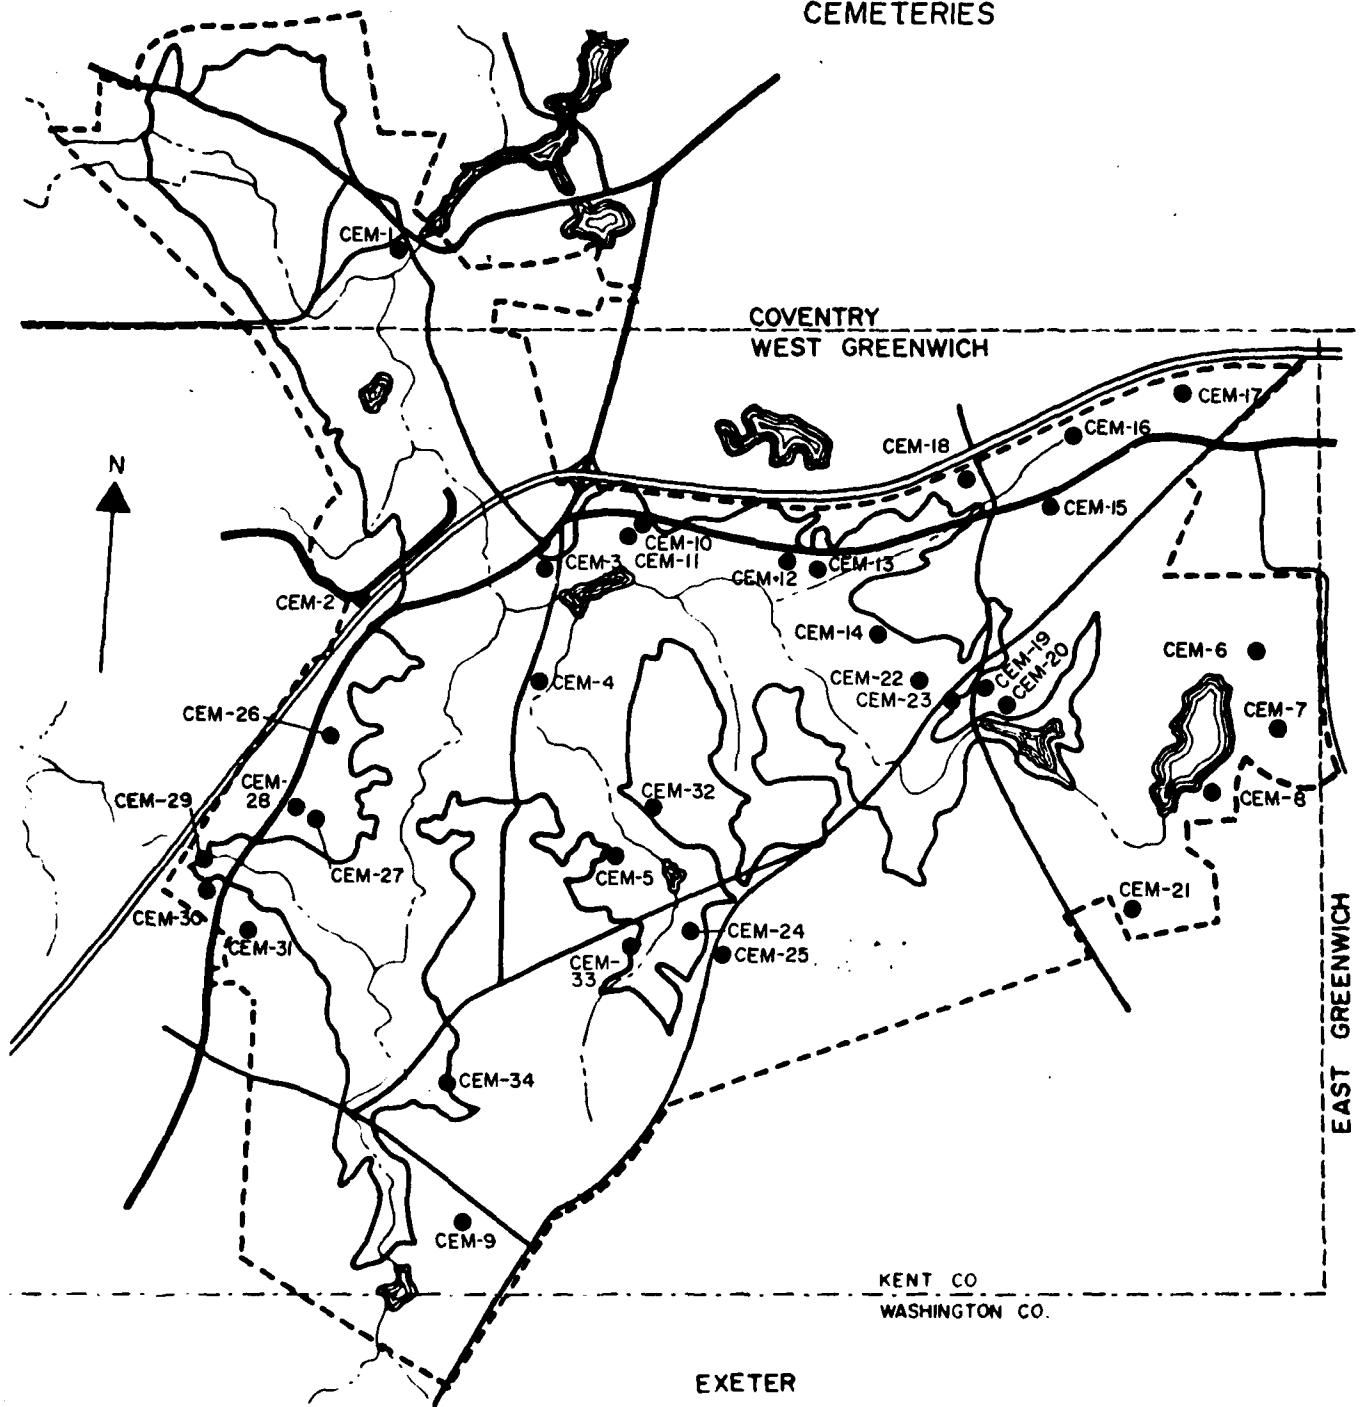 CEMETERIES
CEM-1
COVENTRY
WEST GREENWICH
CEM-17
CEM-16
CEM-18
N
CEM-15
CEM-10
CEM-11
CEM-3
CEM-12
CEM-13
CEM-2
CEM-14
CEM-19
CEM-20
CEM-6
CEM-22
CEM-23
CEM-4
CEM-26
CEM-7
CEM-
28
CEM-29
CEM-32
CEM-8
CEM-27
CEM-5
CEM-21
CEM-30
CEM-31
CEM-24
CEM-25
CEM-
33
EAST GREENWICH
CEM-34
CEM-9
KENT CO
WASHINGTON CO.
EXETER